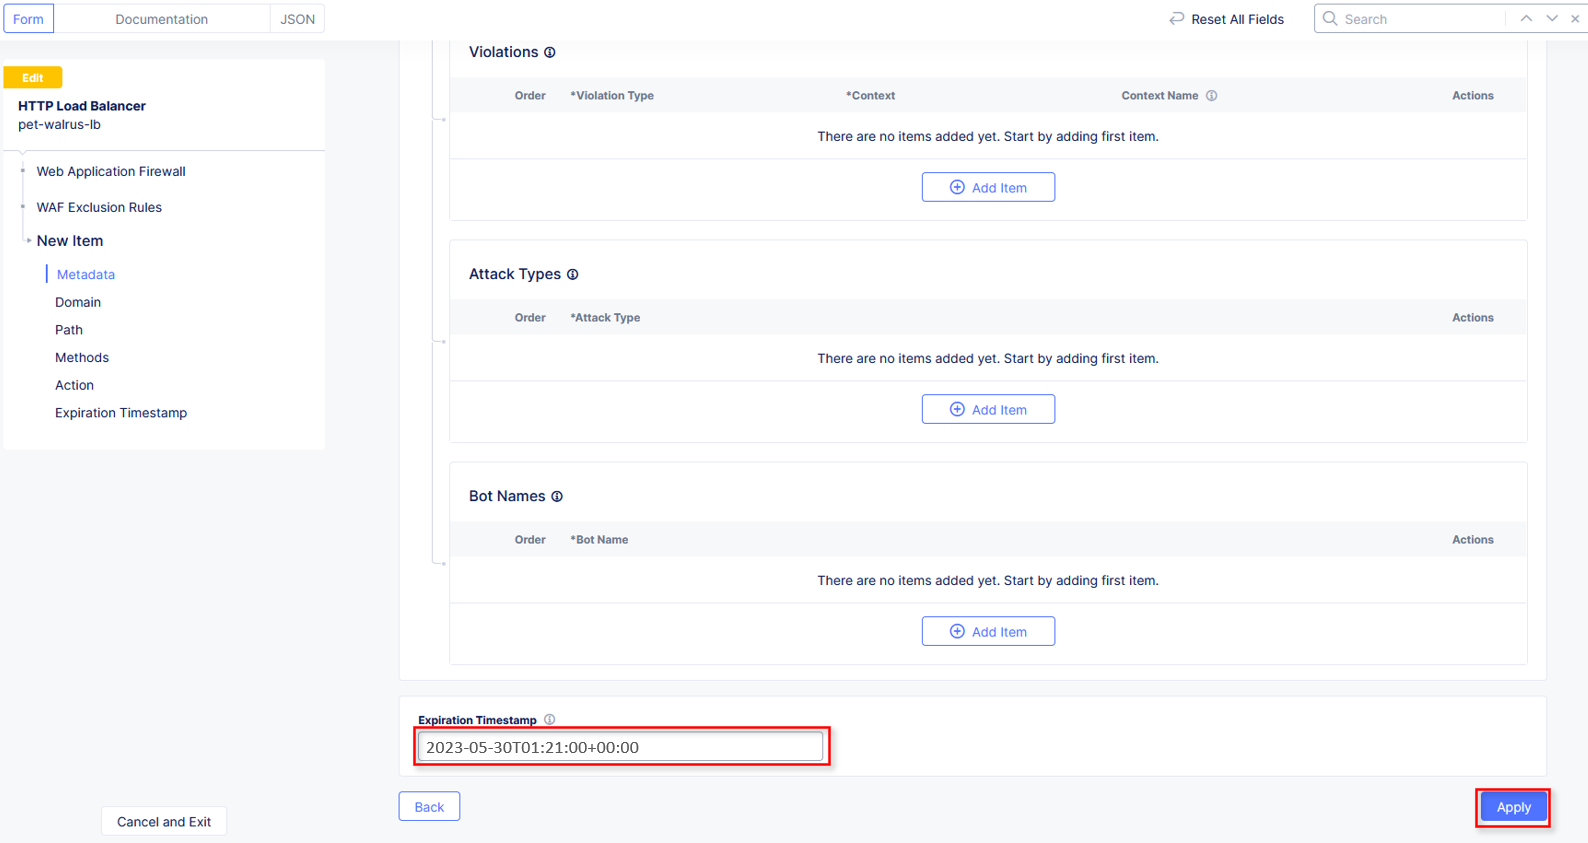 Form Documentation JSON
Reset All Fields
Search
Edit
HTTP Load Balancer
pet-walrus-lb
Web Application Firewall
WAF Exclusion Rules
New Item
Metadata
Domain
Path
Methods
Action
Expiration Timestamp
Cancel and Exit
Violations
Order *Violation Type *Context Context Name Actions
There are no items added yet. Start by adding first item.
Add Item
Attack Types
Order *Attack Type Actions
There are no items added yet. Start by adding first item.
Add Item
Bot Names
Order *Bot Name Actions
There are no items added yet. Start by adding first item.
Add Item
Expiration Timestamp
2023-05-30T01:21:00+00:00
Back
Apply